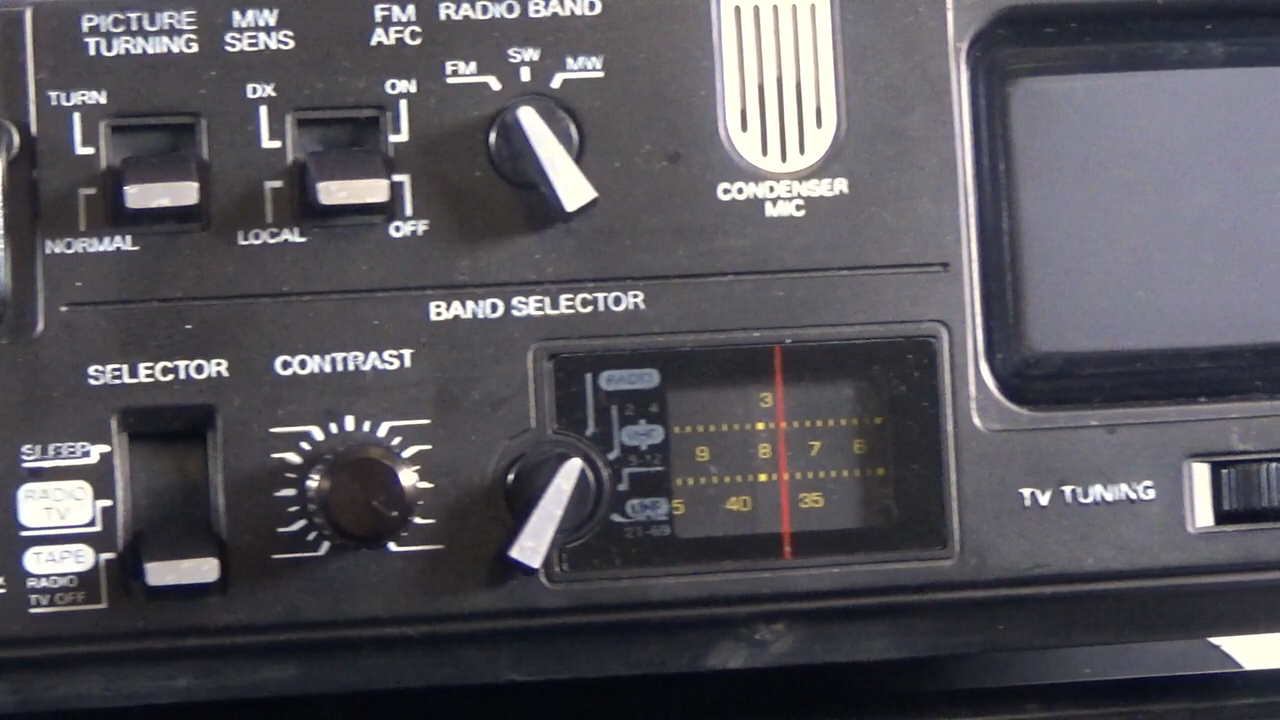 PICTURE TURNING
MW SENS
FM AFC
RADIO BAND
TURN
DX
ON
FM
SW
MW
NORMAL
LOCAL
OFF
CONDENSER
MIC
BAND SELECTOR
SELECTOR
CONTRAST
SLEEP
RADIO
TV
TAPE
RADIO
TV OFF
RADIO
2 4
5-12
21-69
3
9 8 7 6
5 40 35
TV TUNING